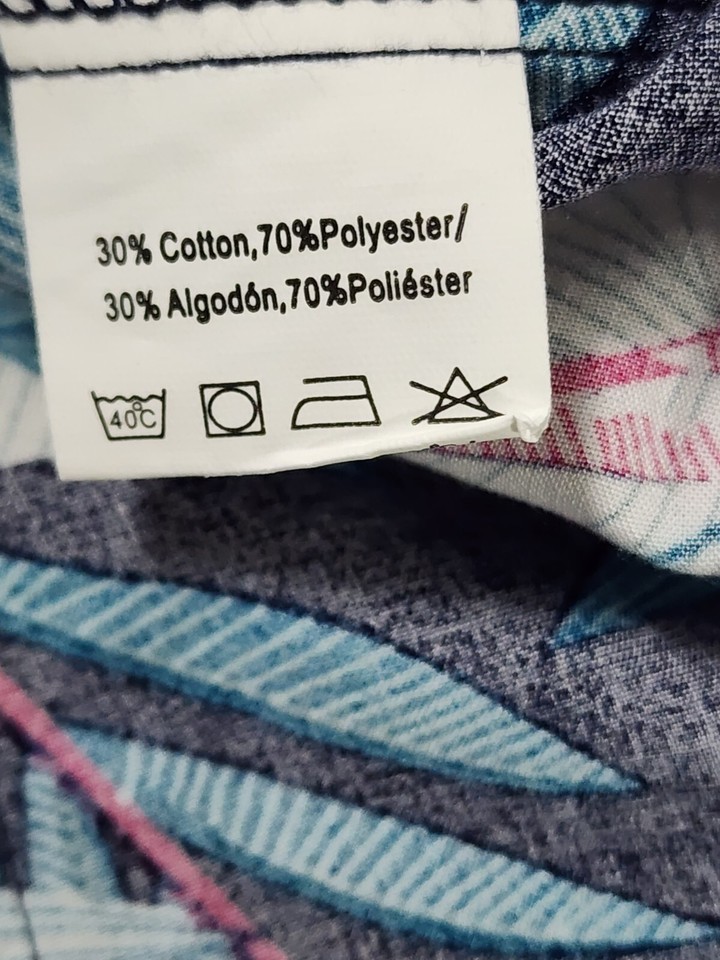 30% Cotton,70%Polyester/
30% Algodón,70%Poliéster
40°C